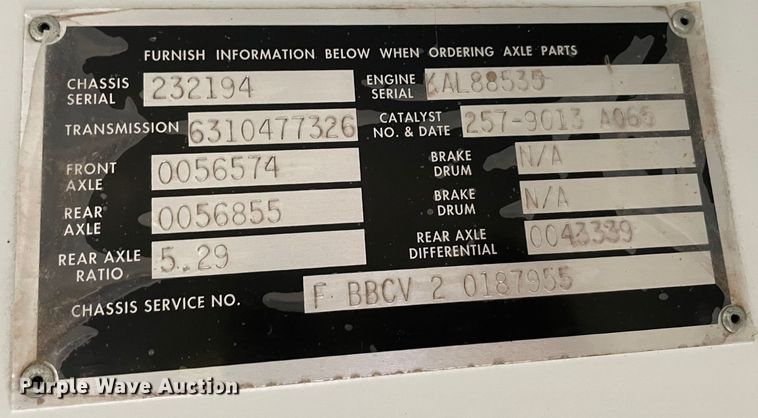 FURNISH INFORMATION BELOW WHEN ORDERING AXLE PARTS
CHASSIS SERIAL 232194 ENGINE SERIAL KAL88535
TRANSMISSION 6310477326 CATALYST NO. & DATE 257-9013 A065
FRONT AXLE 0056574 BRAKE DRUM N/A
REAR AXLE 0056855 BRAKE DRUM N/A
REAR AXLE RATIO 5.29 REAR AXLE DIFFERENTIAL 0043339
CHASSIS SERVICE NO. F BBCV 2 0187955
Purple Wave Auction